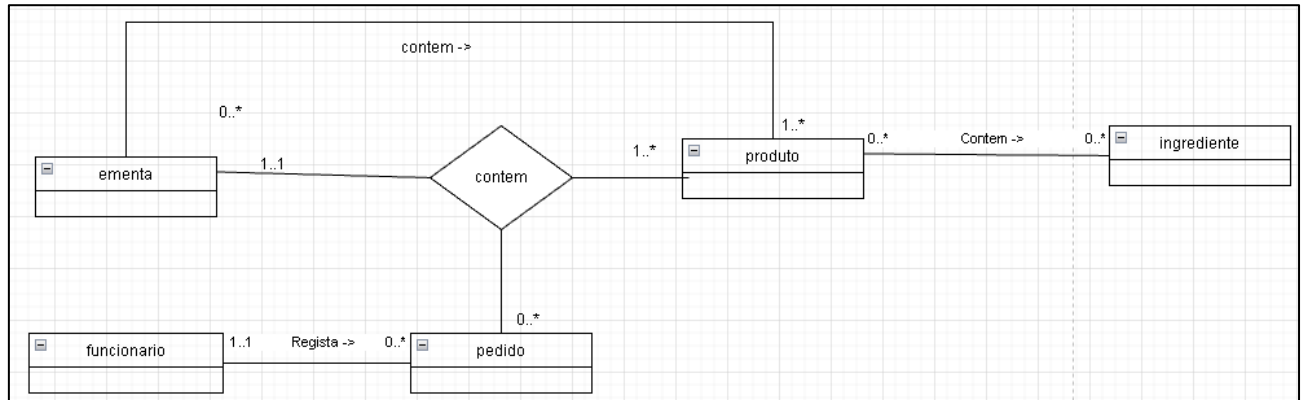 contem ->
0..*
1..*
0..*
Contem ->
0..*
ingrediente
ementa
1..1
contem
1..*
produto
0..*
funcionario
1..1
Regista ->
0..*
pedido